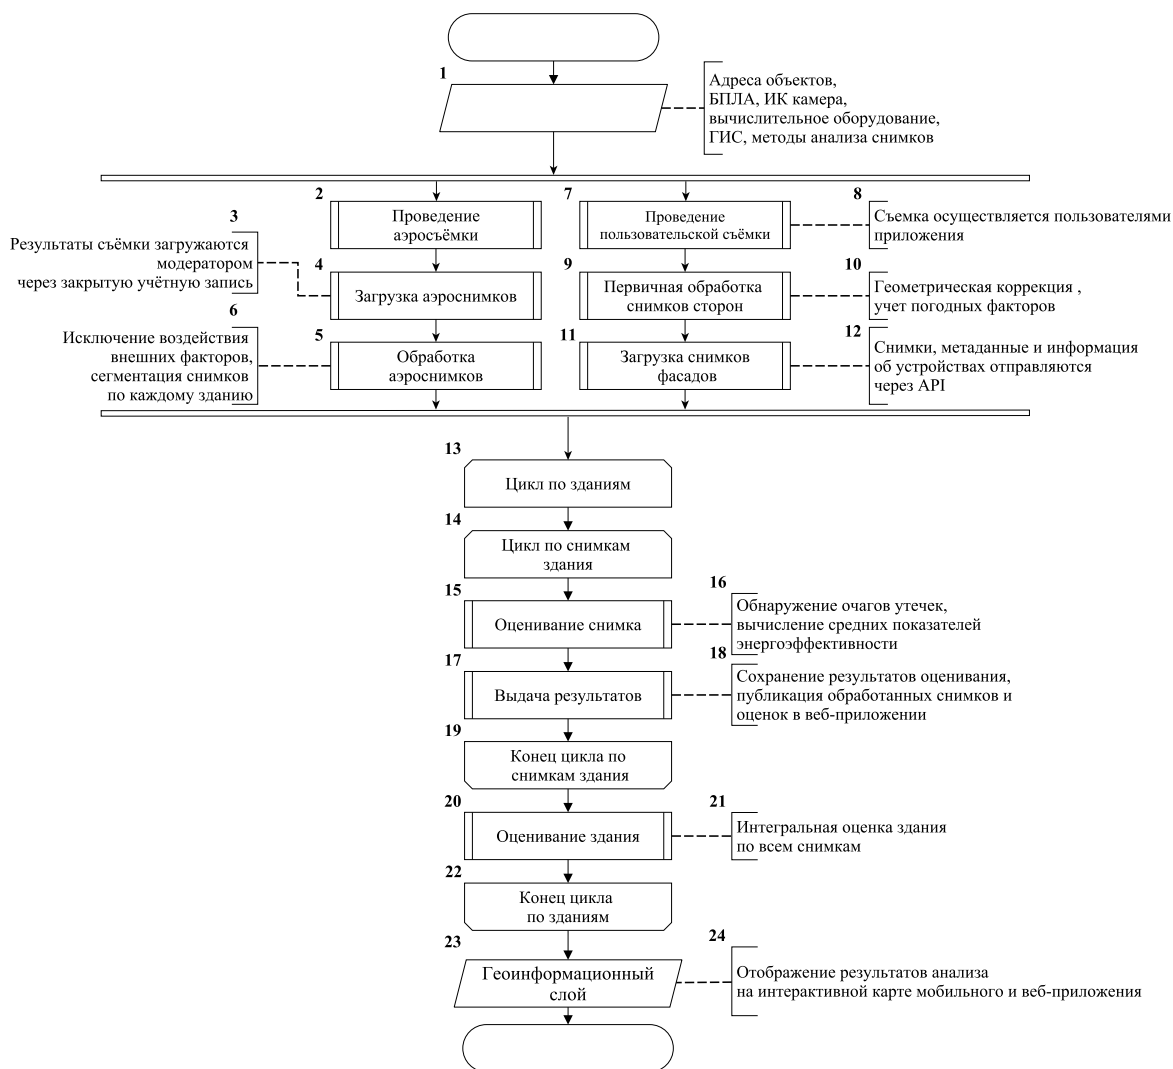 1
Адреса объектов,
БПЛА, ИК камера,
вычислительное оборудование,
ГИС, методы анализа снимков
2
Проведение
аэросъёмки
3
Результаты съёмки загружаются
модератором
через закрытую учётную запись
4
Загрузка аэроснимков
6
Исключение воздействия
внешних факторов,
сегментация снимков
по каждому зданию
5
Обработка
аэроснимков
7
Проведение
пользовательской съёмки
8
Съемка осуществляется пользователями
приложения
9
Первичная обработка
снимков сторон
10
Геометрическая коррекция ,
учет погодных факторов
11
Загрузка снимков
фасадов
12
Снимки, метаданные и информация
об устройствах отправляются
через API
13
Цикл по зданиям
14
Цикл по снимкам
здания
15
Оценивание снимка
16
Обнаружение очагов утечек,
вычисление средних показателей
энергоэффективности
17
Выдача результатов
18
Сохранение результатов оценивания,
публикация обработанных снимков и
оценок в веб-приложении
19
Конец цикла по
снимкам здания
20
Оценивание здания
21
Интегральная оценка здания
по всем снимкам
22
Конец цикла
по зданиям
23
Геоинформационный
слой
24
Отображение результатов анализа
на интерактивной карте мобильного и веб-приложения